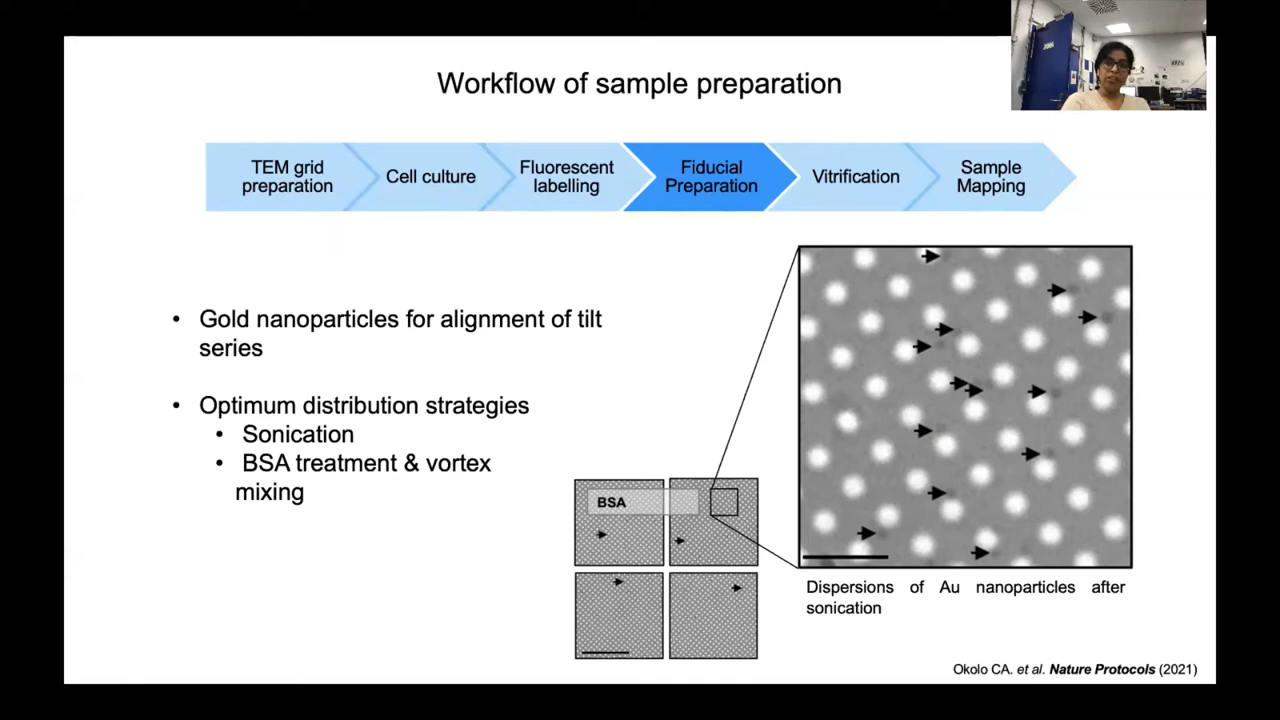 Workflow of sample preparation
TEM grid
preparation
Cell culture
Fluorescent
labelling
Fiducial
Preparation
Vitrification
Sample
Mapping
• Gold nanoparticles for alignment of tilt
series
• Optimum distribution strategies
• Sonication
• BSA treatment & vortex
mixing
BSA
Dispersions of Au nanoparticles after
sonication
Okolo CA. et al. Nature Protocols (2021)